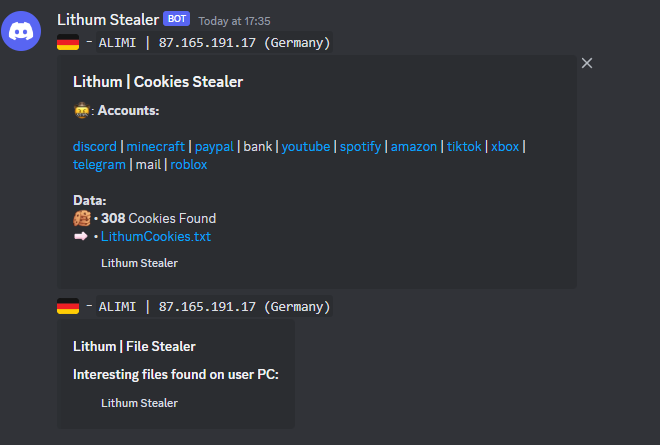 Lithum Stealer BOT Today at 17:35
- ALIMI | 87.165.191.17 (Germany)
Lithum | Cookies Stealer
: Accounts:
discord | minecraft | paypal | bank | youtube | spotify | amazon | tiktok | xbox |
telegram | mail | roblox
Data:
• 308 Cookies Found
• LithumCookies.txt
Lithum Stealer
- ALIMI | 87.165.191.17 (Germany)
Lithum | File Stealer
Interesting files found on user PC:
Lithum Stealer